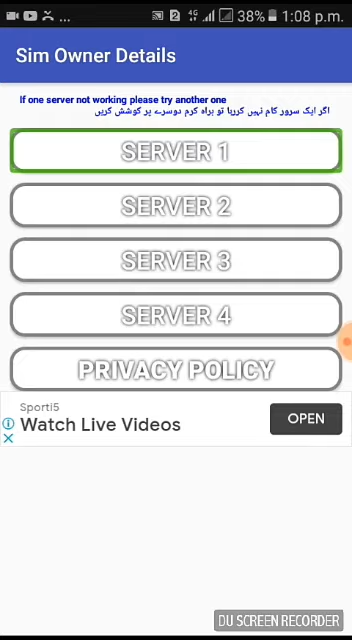 ... 4G 38% 1:08 p.m.
Sim Owner Details
If one server not working please try another one
اگر ایک سرور کام نہیں کررہا تو براہ کرم دوسرے پر کوشش کریں
SERVER 1
SERVER 2
SERVER 3
SERVER 4
PRIVACY POLICY
Sporti5
Watch Live Videos
OPEN
DU SCREEN RECORDER